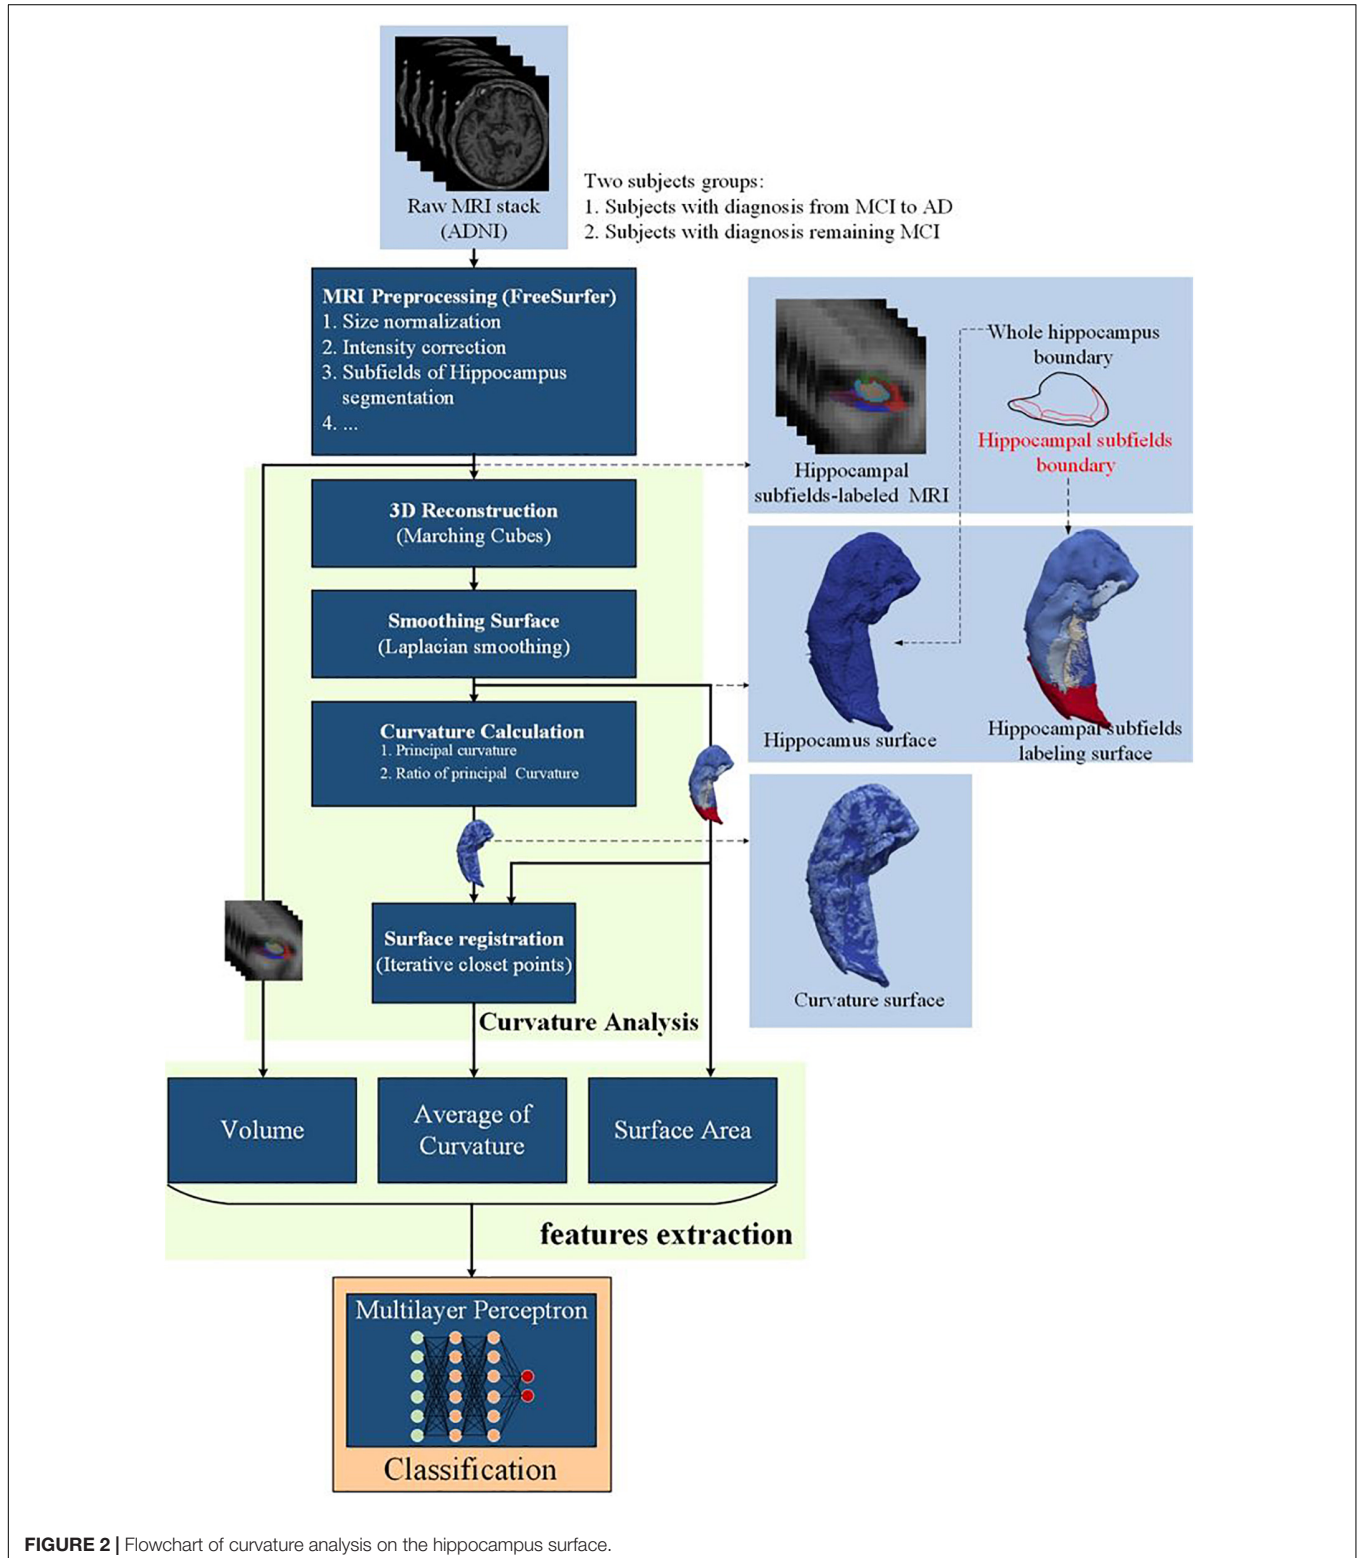 Raw MRI stack
(ADNI)
Two subjects groups:
1. Subjects with diagnosis from MCI to AD
2. Subjects with diagnosis remaining MCI
MRI Preprocessing (FreeSurfer)
1. Size normalization
2. Intensity correction
3. Subfields of Hippocampus
segmentation
4. ...
Whole hippocampus
boundary
Hippocampal subfields
boundary
Hippocampal
subfields-labeled MRI
3D Reconstruction
(Marching Cubes)
Smoothing Surface
(Laplacian smoothing)
Hippocamus surface
Hippocampal subfields
labeling surface
Curvature Calculation
1. Principal curvature
2. Ratio of principal Curvature
Curvature surface
Surface registration
(Iterative closet points)
Curvature Analysis
Volume
Average of
Curvature
Surface Area
features extraction
Multilayer Perceptron
Classification
FIGURE 2 | Flowchart of curvature analysis on the hippocampus surface.